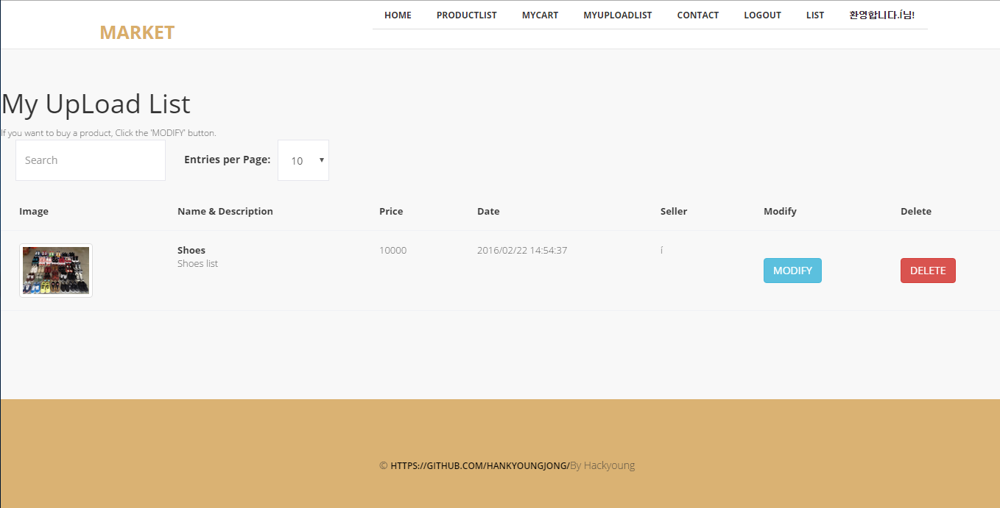 HOME PRODUCTLIST MYCART MYUPLOADLIST CONTACT LOGOUT LIST 환영합니다.í님!
MARKET
My UpLoad List
If you want to buy a product, Click the 'MODIFY' button.
Search Entries per Page: 10
Image Name & Description Price Date Seller Modify Delete
Shoes 10000 2016/02/22 14:54:37 í
Shoes list
MODIFY DELETE
© HTTPS://GITHUB.COM/HANKYOUNGJONG/By Hackyoung